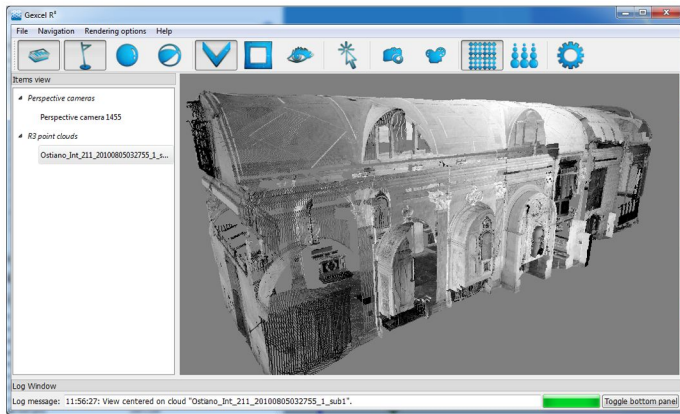 Gexcel R³
File Navigation Rendering options Help
Items view
Perspective cameras
Perspective camera 1455
R3 point clouds
Ostiano_Int_211_20100805032755_1_s...
Log Window
Log message: 11:56:27: View centered on cloud "Ostiano_Int_211_20100805032755_1_sub1". Toggle bottom panel